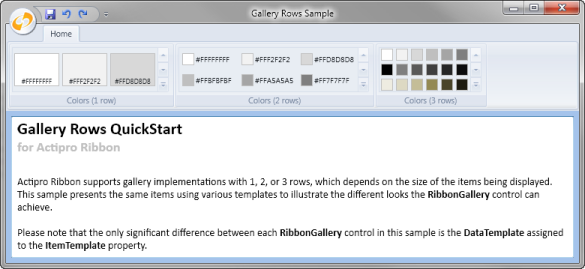 Gallery Rows Sample
Home
#FFFFFFFF #FFF2F2F2 #FFD8D8D8
Colors (1 row)
#FFFFFFFF #FFF2F2F2 #FFD8D8D8
#FFBFBFBF #FFA5A5A5 #FF7F7F7F
Colors (2 rows)
Colors (3 rows)
Gallery Rows QuickStart
for Actipro Ribbon
Actipro Ribbon supports gallery implementations with 1, 2, or 3 rows, which depends on the size of the items being displayed.
This sample presents the same items using various templates to illustrate the different looks the RibbonGallery control can
achieve.
Please note that the only significant difference between each RibbonGallery control in this sample is the DataTemplate assigned
to the ItemTemplate property.